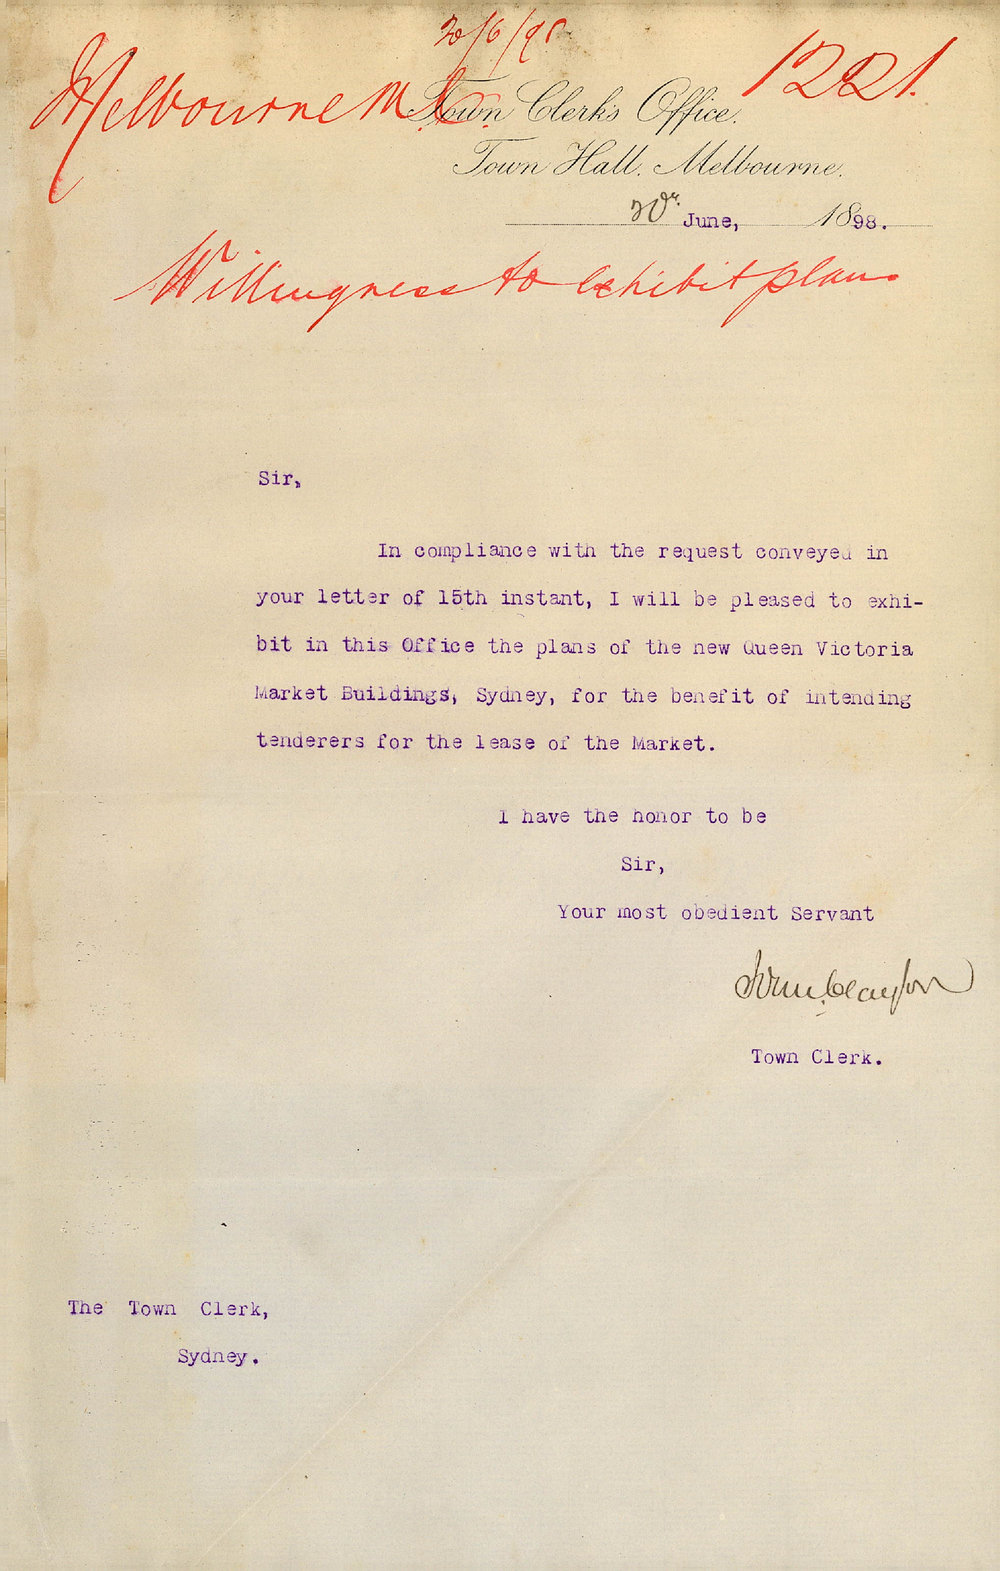 20/6/98
Melbourne M.C. 1221.
Town Clerk's Office.
Town Hall, Melbourne.
20th June, 1898.
Willingness to exhibit plans
Sir,
In compliance with the request conveyed in
your letter of 15th instant, I will be pleased to exhi-
bit in this Office the plans of the new Queen Victoria
Market Buildings, Sydney, for the benefit of intending
tenderers for the lease of the Market.
I have the honor to be
Sir,
Your most obedient Servant
Jno Clayton
Town Clerk.
The Town Clerk,
Sydney.